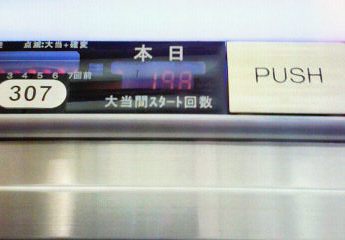 点滅:大当+確変
本日
3 4 5 6 7回前
307
大当間スタート回数
PUSH